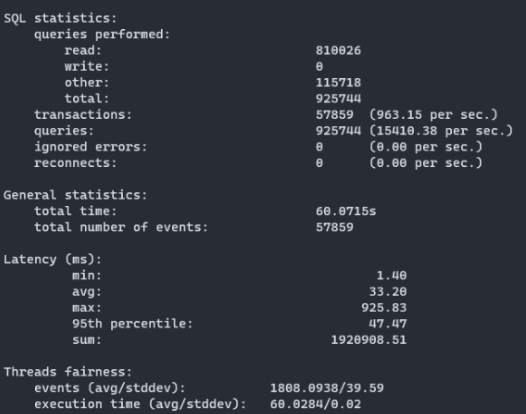 SQL statistics:
queries performed:
read: 810026
write: 0
other: 115718
total: 925744
transactions: 57859 (963.15 per sec.)
queries: 925744 (15410.38 per sec.)
ignored errors: 0 (0.00 per sec.)
reconnects: 0 (0.00 per sec.)
General statistics:
total time: 60.0715s
total number of events: 57859
Latency (ms):
min: 1.40
avg: 33.20
max: 925.83
95th percentile: 47.47
sum: 1920908.51
Threads fairness:
events (avg/stddev): 1808.0938/39.59
execution time (avg/stddev): 60.0284/0.02